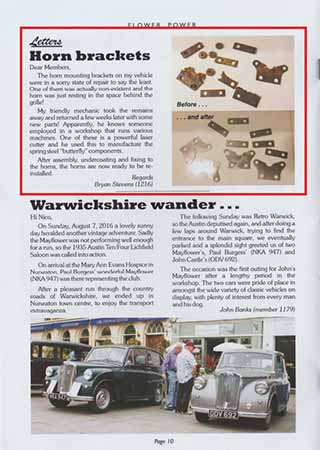 FLOWER POWER
Letters
Horn brackets
Dear Members,
The horn mounting brackets on my vehicle
were in a sorry state of repair to say the least.
One of them was actually non-existent and the
horn was just resting in the space behind the
grille!
My friendly mechanic took the remains
away and returned a few weeks later with some
new parts! Apparently, he knows someone
employed in a workshop that runs various
machines. One of these is a powerful laser
cutter and he used this to manufacture the
spring steel "butterfly" components.
After assembly, undercoating and fixing to
the horns, the horns are now ready to be re-
installed.
Regards
Bryan Stevens (1216)
Before . . .
. . . and after
Warwickshire wander . . .
Hi Nico,
On Sunday, August 7, 2016 a lovely sunny
day heralded another vintage adventure. Sadly
the Mayflower was not performing well enough
for a run, so the 1935 Austin Ten Four Lichfield
Saloon was called into action.
On arrival at the Mary Ann Evans Hospice in
Nuneaton, Paul Burgess' wonderful Mayflower
(NKA 947) was there representing the club.
After a pleasant run through the country
roads of Warwickshire, we ended up in
Nuneaton town centre, to enjoy the transport
extravaganza.
The following Sunday was Retro Warwick,
so the Austin deputised again, and after doing a
few laps around Warwick, trying to find the
entrance to the main square, we eventually
parked and a splendid sight greeted us of two
Mayflower's, Paul Burgess' (NKA 947) and
John Castle's (ODV 692).
The occasion was the first outing for John's
Mayflower after a lengthy period in the
workshop. The two cars were pride of place in
amongst the wide variety of classic vehicles on
display, with plenty of interest from every man
and his dog.
John Banks (member 1179)
NKA 947
ODV 692
Page 10